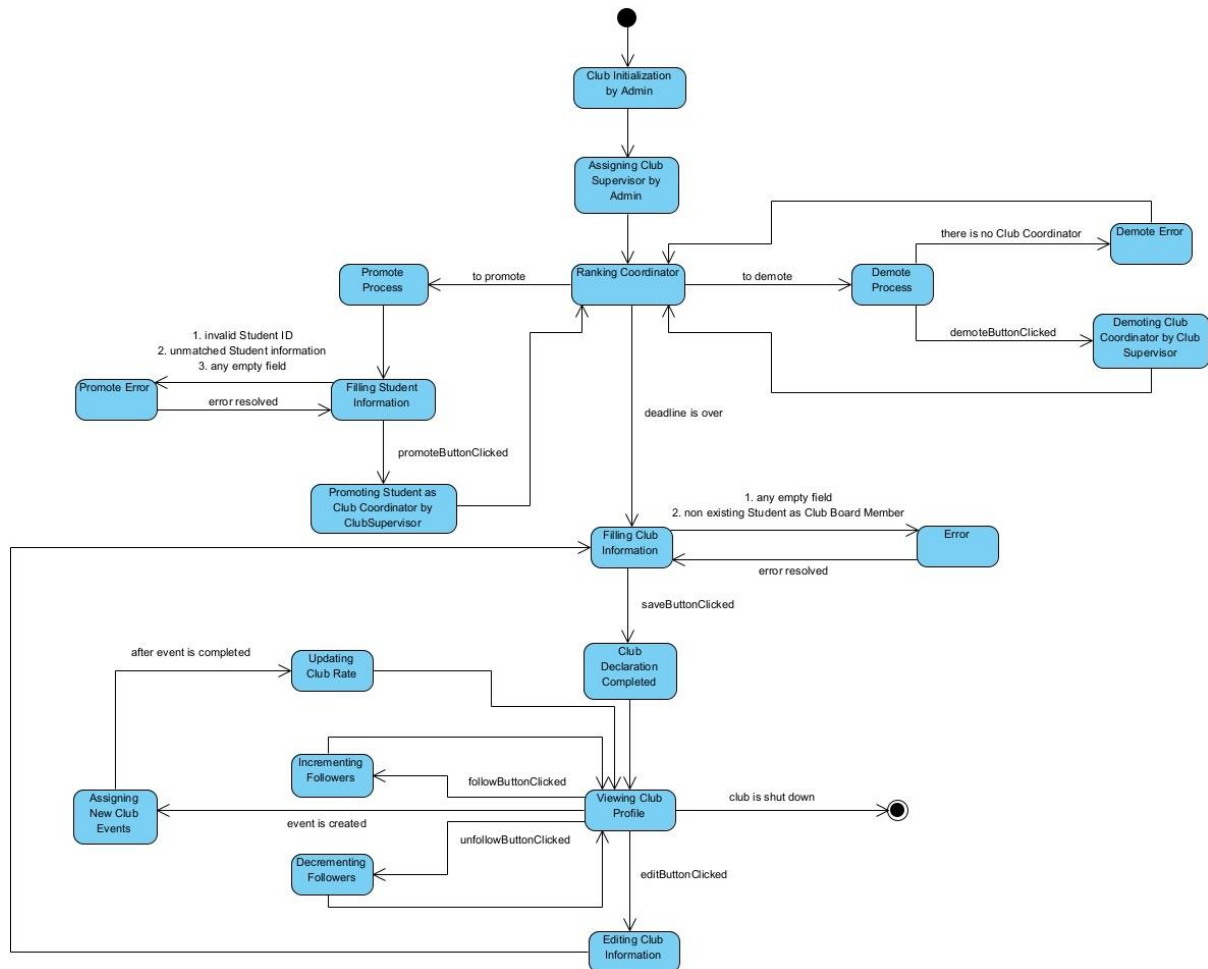 Club Initialization
by Admin
Assigning Club
Supervisor by
Admin
there is no Club Coordinator
Demote Error
Promote
Process
to promote
Ranking Coordinator
to demote
Demote
Process
demoteButtonClicked
Demoting Club
Coordinator by Club
Supervisor
1. invalid Student ID
2. unmatched Student information
3. any empty field
Promote Error
Filling Student
Information
error resolved
deadline is over
promoteButtonClicked
Promoting Student as
Club Coordinator by
ClubSupervisor
1. any empty field
2. non existing Student as Club Board Member
Filling Club
Information
Error
error resolved
saveButtonClicked
after event is completed
Updating
Club Rate
Club
Declaration
Completed
Incrementing
Followers
followButtonClicked
Assigning
New Club
Events
event is created
Viewing Club
Profile
club is shut down
unfollowButtonClicked
Decrementing
Followers
editButtonClicked
Editing Club
Information